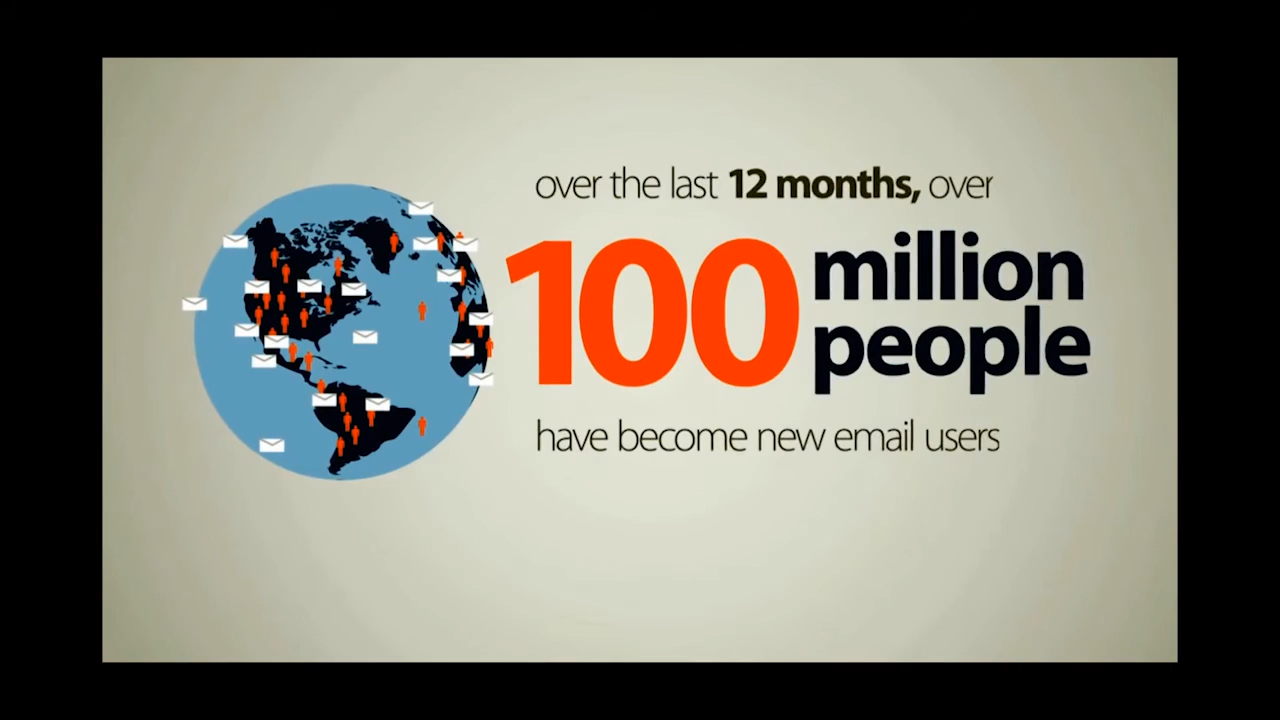 over the last 12 months, over
100 million
people
have become new email users